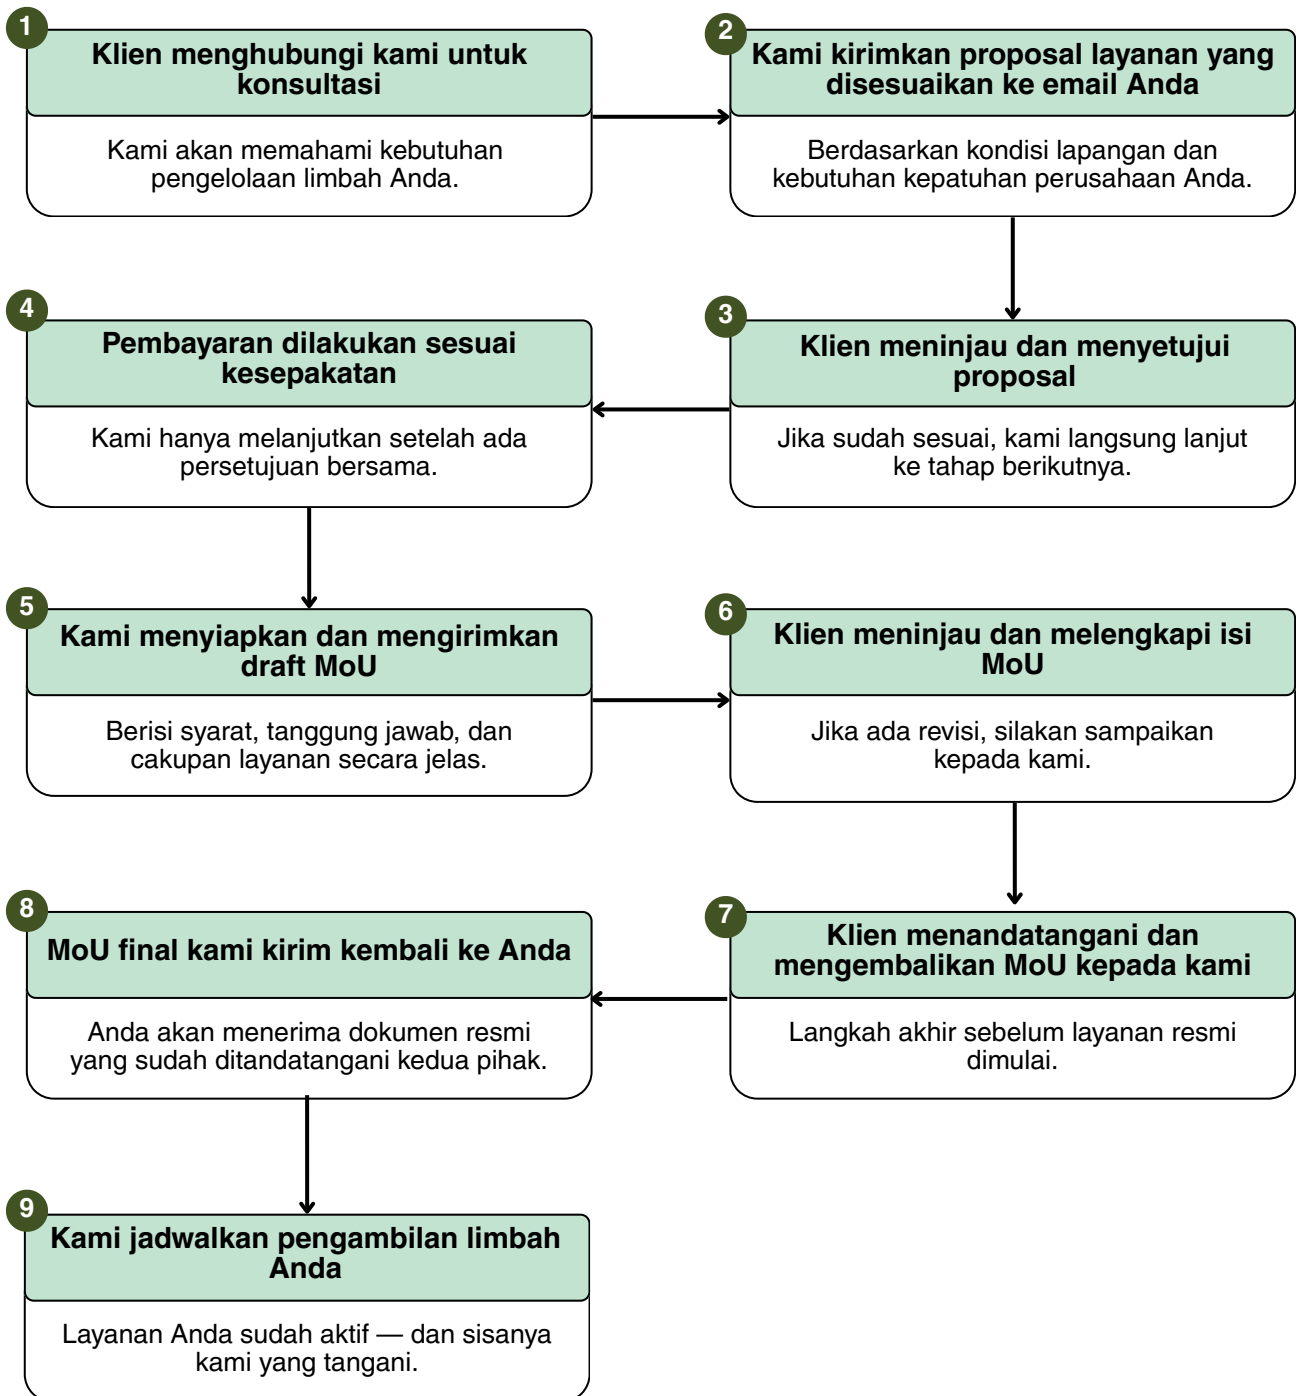 1
Klien menghubungi kami untuk
konsultasi
Kami akan memahami kebutuhan
pengelolaan limbah Anda.
2
Kami kirimkan proposal layanan yang
disesuaikan ke email Anda
Berdasarkan kondisi lapangan dan
kebutuhan kepatuhan perusahaan Anda.
3
Klien meninjau dan menyetujui
proposal
Jika sudah sesuai, kami langsung lanjut
ke tahap berikutnya.
4
Pembayaran dilakukan sesuai
kesepakatan
Kami hanya melanjutkan setelah ada
persetujuan bersama.
5
Kami menyiapkan dan mengirimkan
draft MoU
Berisi syarat, tanggung jawab, dan
cakupan layanan secara jelas.
6
Klien meninjau dan melengkapi isi
MoU
Jika ada revisi, silakan sampaikan
kepada kami.
7
Klien menandatangani dan
mengembalikan MoU kepada kami
Langkah akhir sebelum layanan resmi
dimulai.
8
MoU final kami kirim kembali ke Anda
Anda akan menerima dokumen resmi
yang sudah ditandatangani kedua pihak.
9
Kami jadwalkan pengambilan limbah
Anda
Layanan Anda sudah aktif — dan sisanya
kami yang tangani.